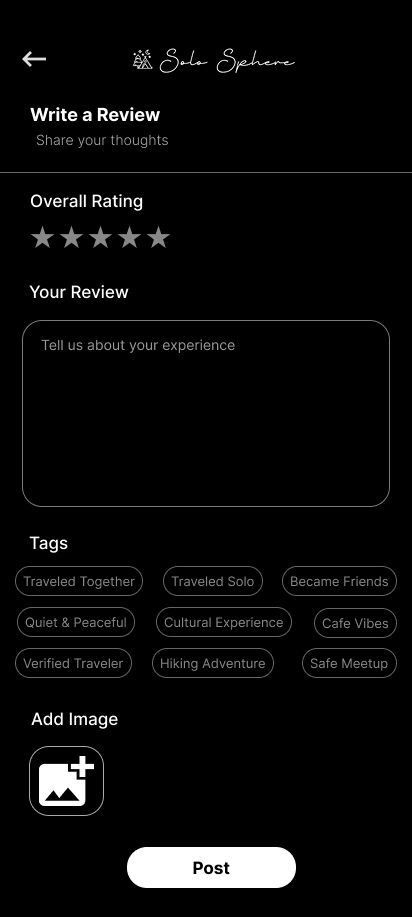 Solo Sphere
Write a Review
Share your thoughts
Overall Rating
Your Review
Tell us about your experience
Tags
Traveled Together Traveled Solo Became Friends
Quiet & Peaceful Cultural Experience Cafe Vibes
Verified Traveler Hiking Adventure Safe Meetup
Add Image
Post